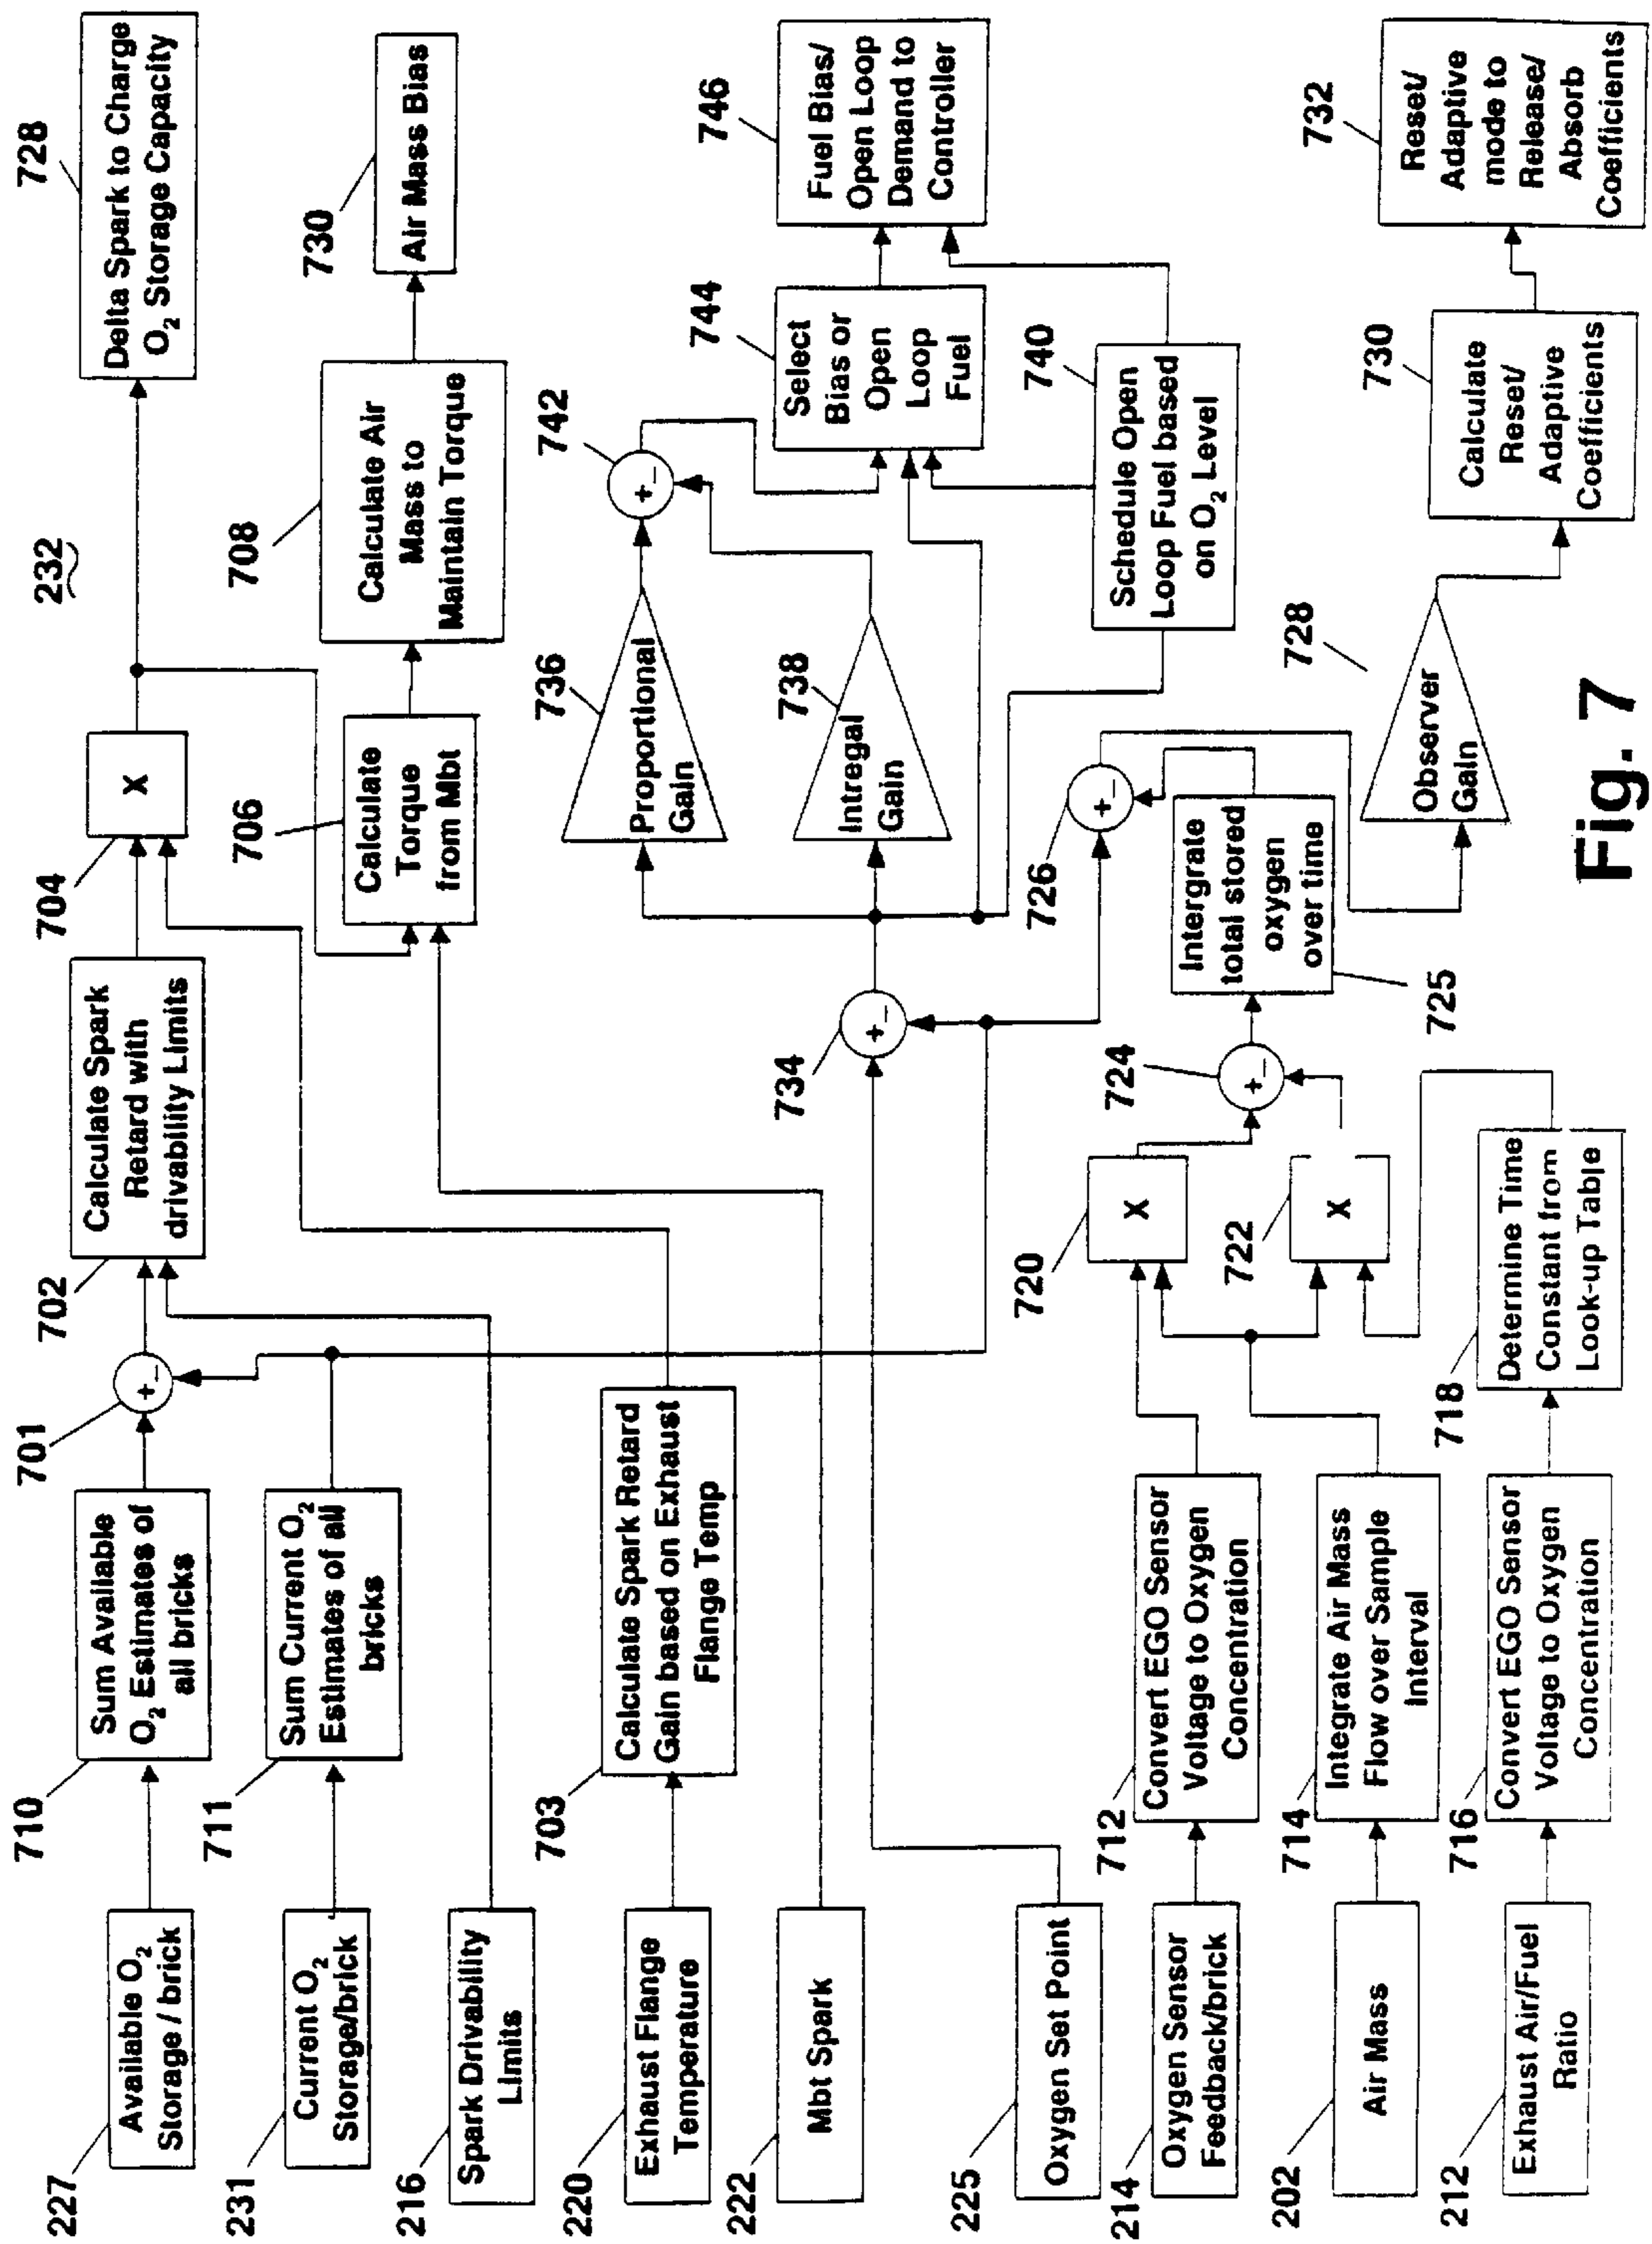 232
227
Available O2
Storage / brick
710
Sum Available
O2 Estimates of
all bricks
701
+
-
702
Calculate Spark
Retard with
drivability Limits
704
X
728
Delta Spark to Charge
O2 Storage Capacity
231
Current O2
Storage/brick
711
Sum Current O2
Estimates of all
bricks
706
Calculate
Torque
from Mbt
708
Calculate Air
Mass to
Maintain Torque
730
Air Mass Bias
216
Spark Drivability
Limits
220
Exhaust Flange
Temperature
703
Calculate Spark Retard
Gain based on Exhaust
Flange Temp
222
Mbt Spark
736
Proportional
Gain
742
+
-
738
Intregal
Gain
744
Select
Bias or
Open
Loop
Fuel
746
Fuel Bias/
Open Loop
Demand to
Controller
225
Oxygen Set Point
734
+
-
740
Schedule Open
Loop Fuel based
on O2 Level
214
Oxygen Sensor
Feedback/brick
712
Convert EGO Sensor
Voltage to Oxygen
Concentration
720
X
724
+
-
725
Intergrate
total stored
oxygen
over time
726
+
-
202
Air Mass
714
Integrate Air Mass
Flow over Sample
Interval
722
X
212
Exhaust Air/Fuel
Ratio
716
Convert EGO Sensor
Voltage to Oxygen
Concentration
718
Determine Time
Constant from
Look-up Table
728
Observer
Gain
730
Calculate
Reset/
Adaptive
Coefficients
732
Reset/
Adaptive
mode to
Release/
Absorb
Coefficients
Fig. 7